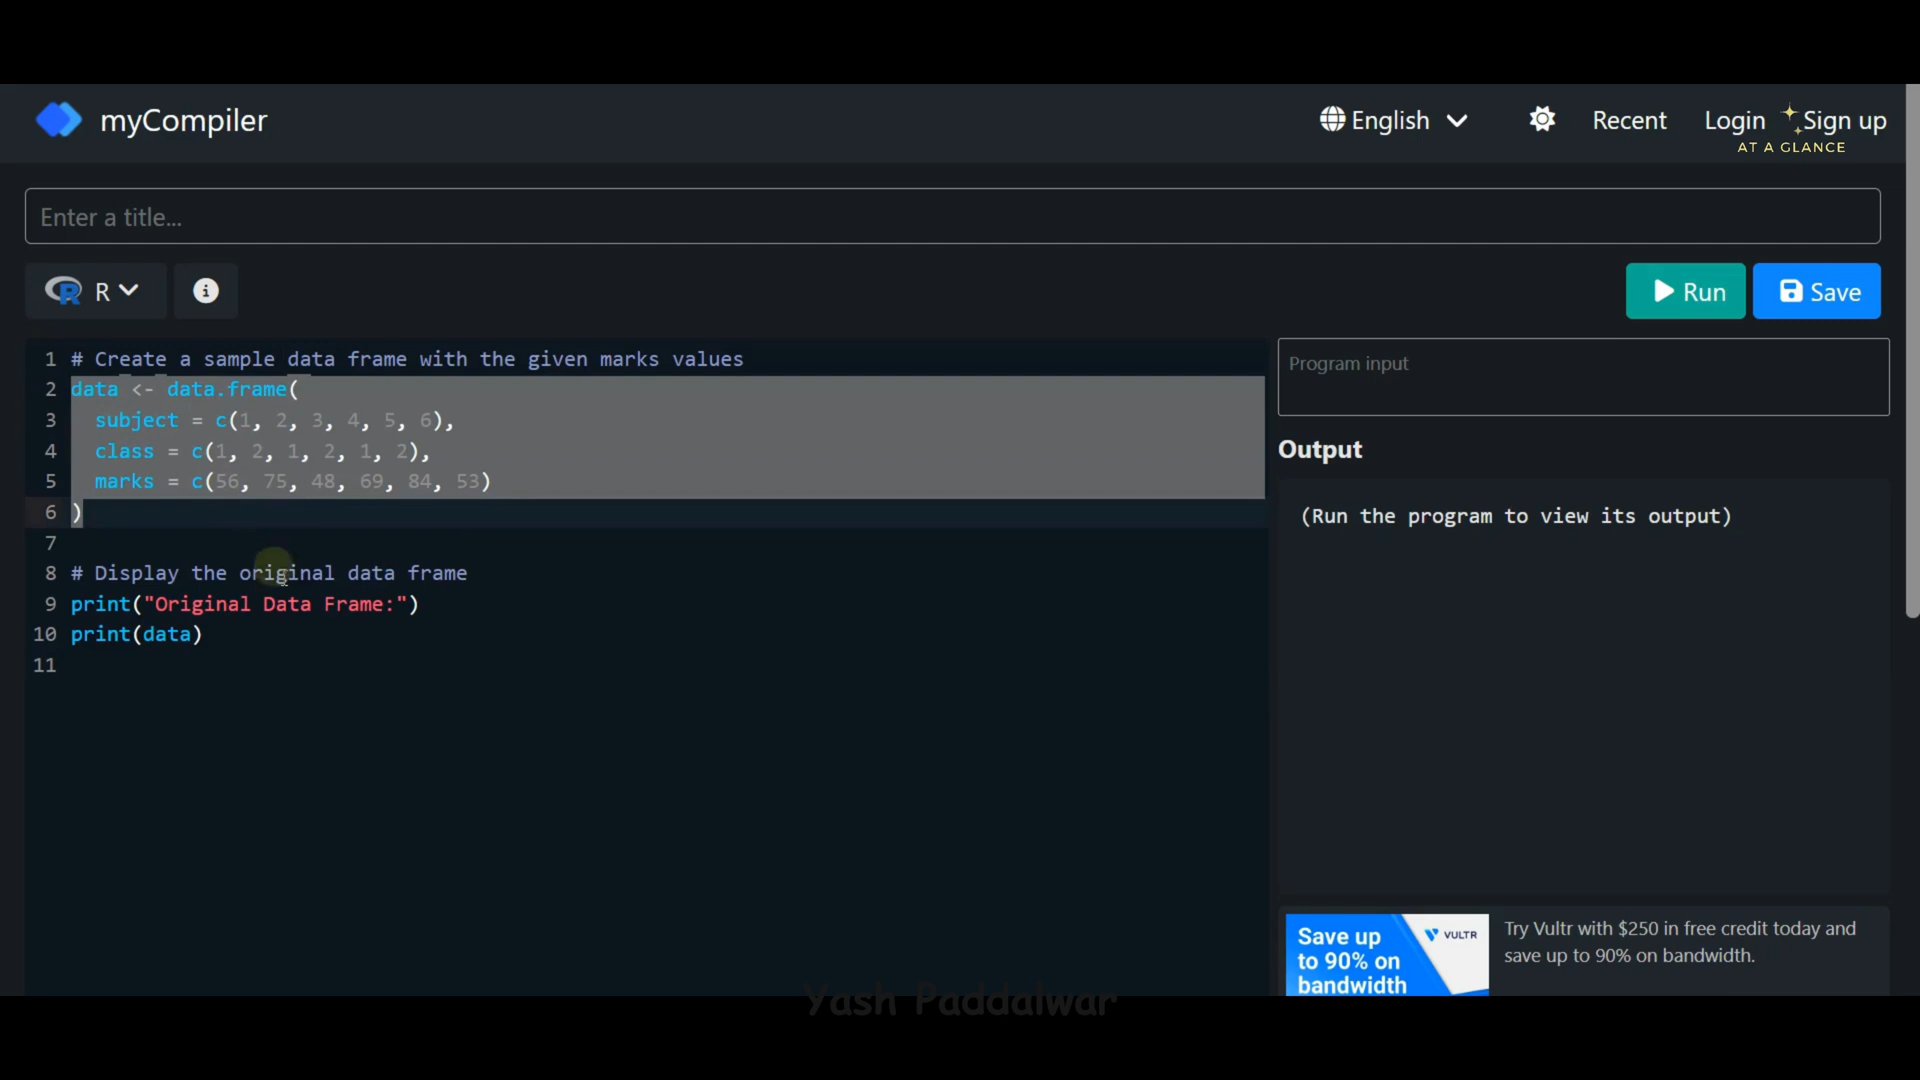 myCompiler
English
Recent
Login
Sign up
AT A GLANCE
Enter a title...
R
Run
Save
1 # Create a sample data frame with the given marks values
2 data <- data.frame(
3   subject = c(1, 2, 3, 4, 5, 6),
4   class = c(1, 2, 1, 2, 1, 2),
5   marks = c(56, 75, 48, 69, 84, 53)
6 )
7
8 # Display the original data frame
9 print("Original Data Frame:")
10 print(data)
11
Program input
Output
(Run the program to view its output)
Save up
to 90% on
bandwidth
VULTR
Try Vultr with $250 in free credit today and
save up to 90% on bandwidth.
Yash Paddalwar